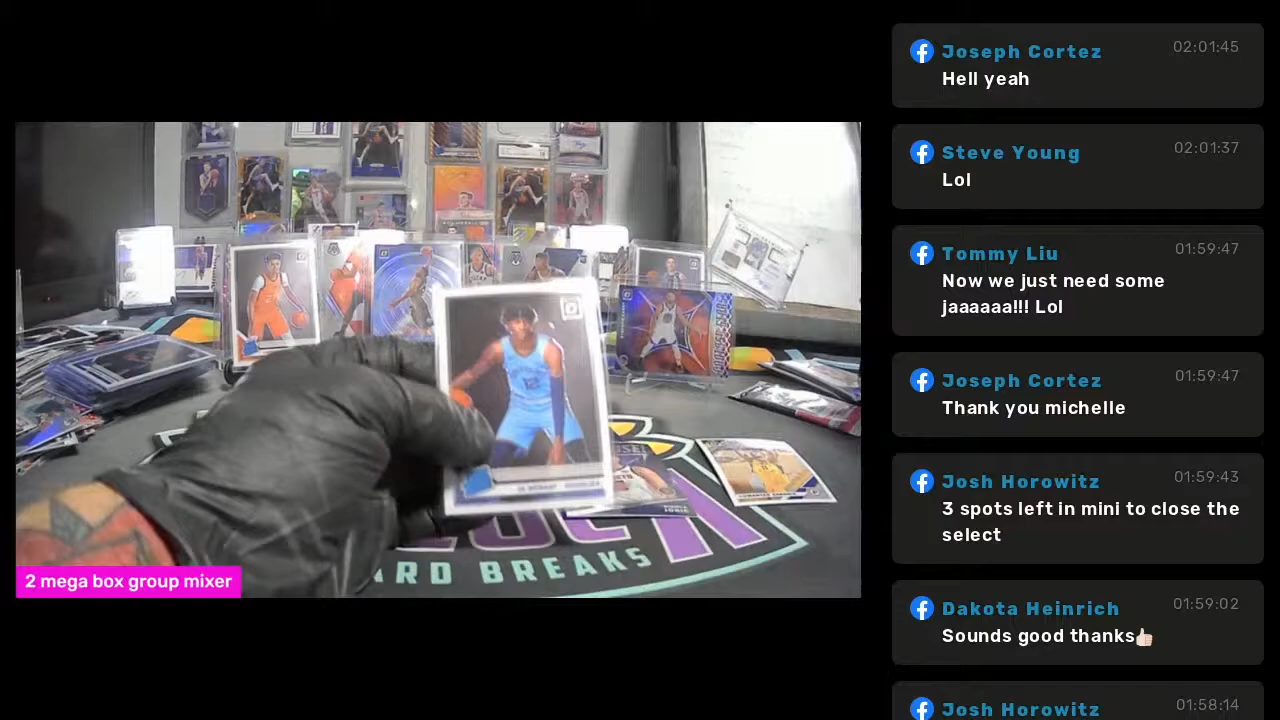 Joseph Cortez
02:01:45
Hell yeah
Steve Young
02:01:37
Lol
Tommy Liu
01:59:47
Now we just need some
jaaaaaa!!! Lol
Joseph Cortez
01:59:47
Thank you michelle
Josh Horowitz
01:59:43
3 spots left in mini to close the
select
Dakota Heinrich
01:59:02
Sounds good thanks👍🏻
Josh Horowitz
01:58:14
12
JA MORANT
ARD BREAKS
2 mega box group mixer